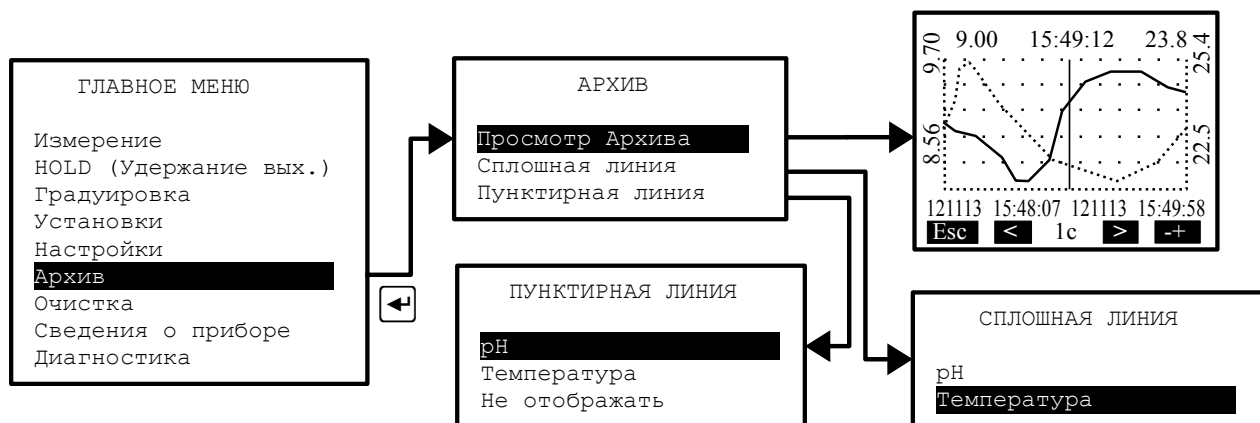 ГЛАВНОЕ МЕНЮ
Измерение
HOLD (Удержание вых.)
Градуировка
Установки
Настройки
Архив
Очистка
Сведения о приборе
Диагностика
АРХИВ
Просмотр Архива
Сплошная линия
Пунктирная линия
9.70
9.00 15:49:12 23.8
25.4
8.56
22.5
121113 15:48:07 121113 15:49:58
Esc < 1с > -+
ПУНКТИРНАЯ ЛИНИЯ
pH
Температура
Не отображать
СПЛОШНАЯ ЛИНИЯ
pH
Температура